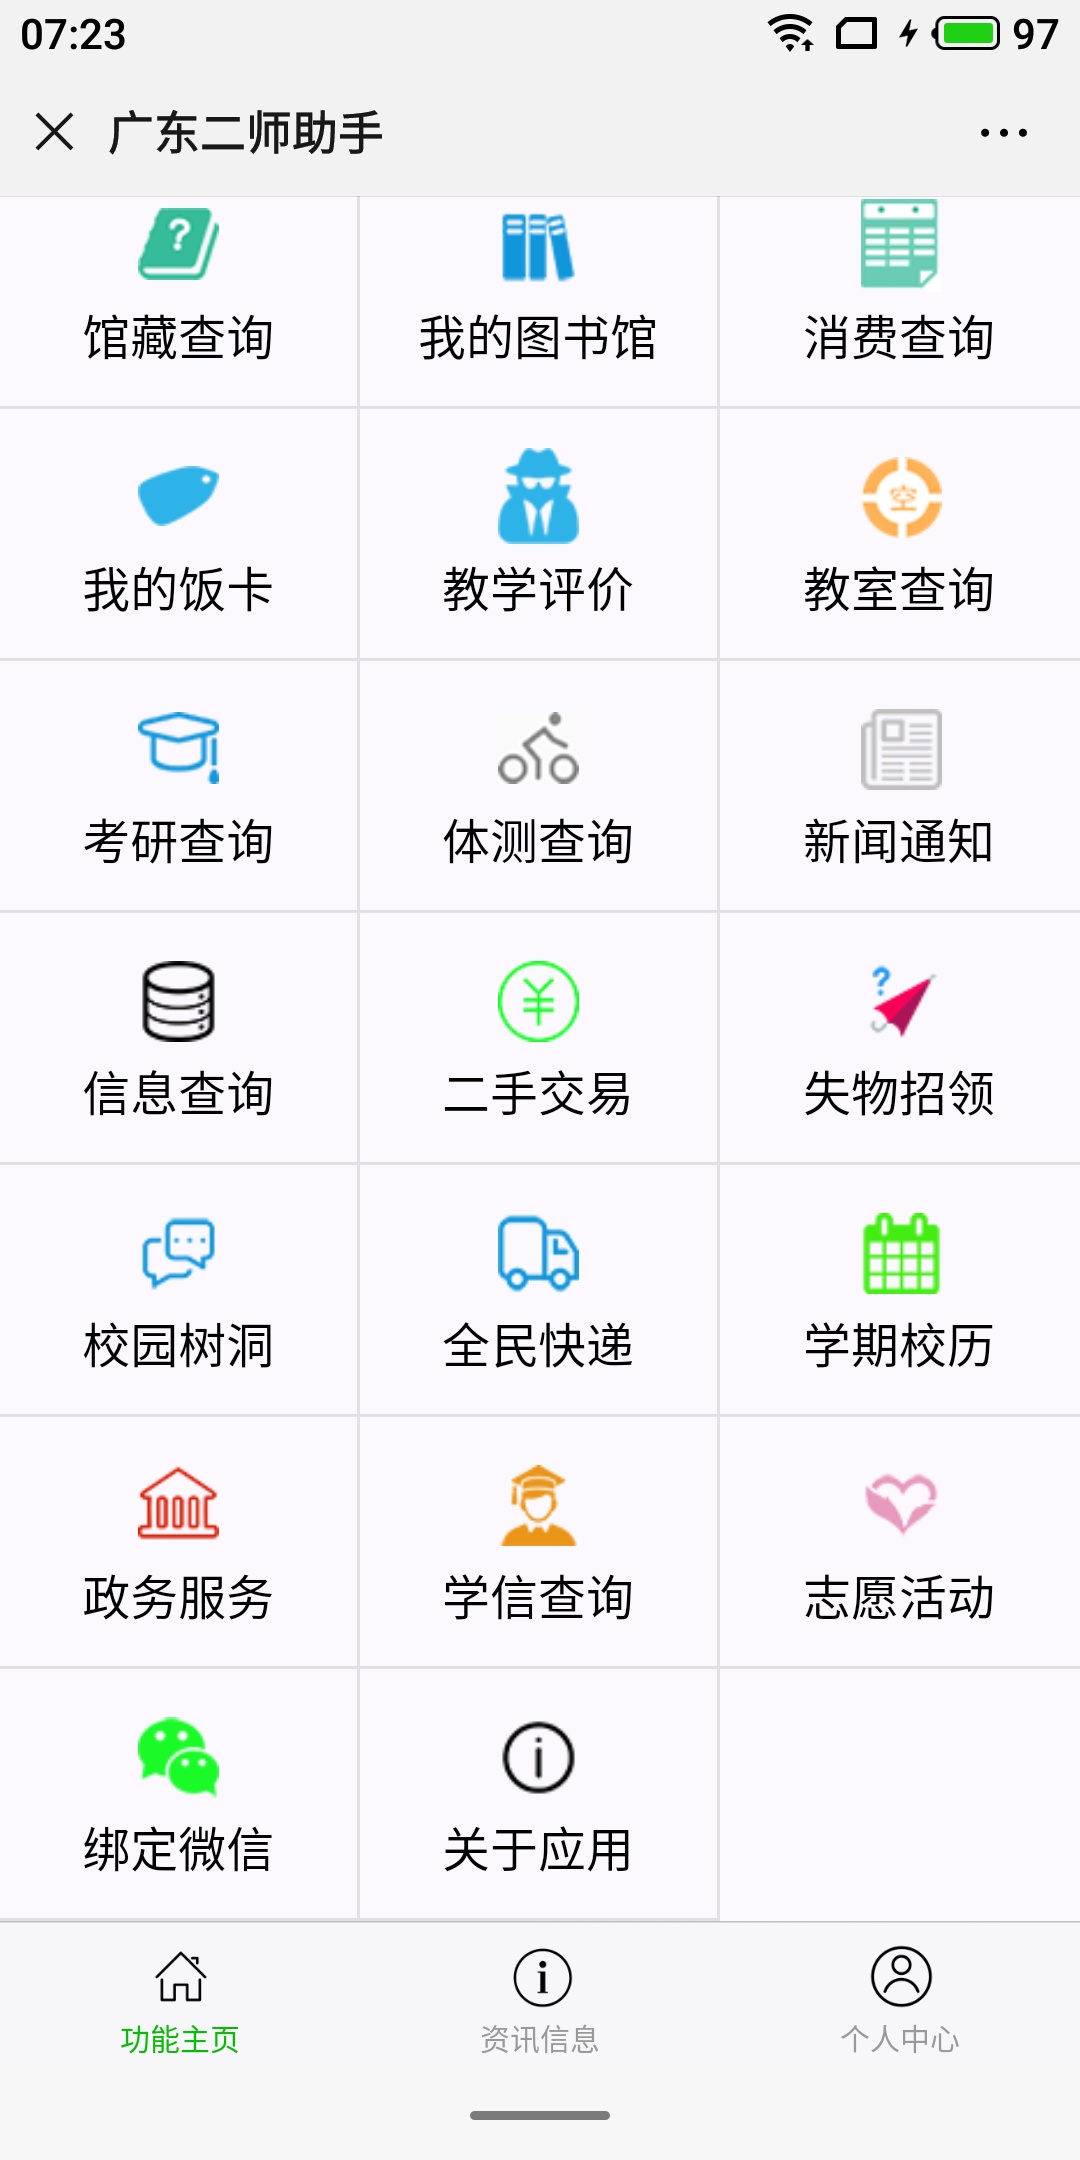 07:23
97
广东二师助手
?
馆藏查询
我的图书馆
消费查询
我的饭卡
教学评价
空
教室查询
考研查询
体测查询
新闻通知
信息查询
¥
二手交易
?
失物招领
校园树洞
全民快递
学期校历
政务服务
学信查询
志愿活动
绑定微信
i
关于应用
功能主页
i
资讯信息
个人中心